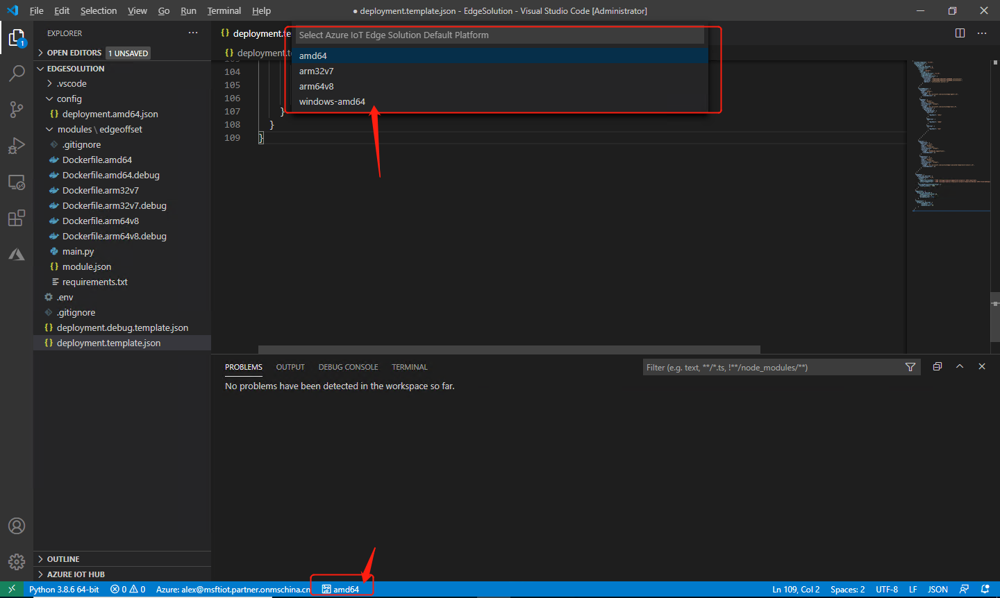 File Edit Selection View Go Run Terminal Help
● deployment.template.json - EdgeSolution - Visual Studio Code [Administrator]
EXPLORER
1
OPEN EDITORS 1 UNSAVED
EDGESOLUTION
.vscode
config
{} deployment.amd64.json
modules \ edgeoffset
.gitignore
Dockerfile.amd64
Dockerfile.amd64.debug
Dockerfile.arm32v7
Dockerfile.arm32v7.debug
Dockerfile.arm64v8
Dockerfile.arm64v8.debug
main.py
{} module.json
requirements.txt
.env
.gitignore
{} deployment.debug.template.json
{} deployment.template.json
OUTLINE
AZURE IOT HUB
{} deployment.te
{} deployment.t
Select Azure IoT Edge Solution Default Platform
amd64
arm32v7
arm64v8
windows-amd64
104
105
106
107 }
108 }
109 }
PROBLEMS OUTPUT DEBUG CONSOLE TERMINAL
Filter (e.g. text, **/*.ts, !**/node_modules/**)
No problems have been detected in the workspace so far.
Python 3.8.6 64-bit 0 0 Azure: alex@msftiot.partner.onmschina.cn amd64 Ln 109, Col 2 Spaces: 2 UTF-8 LF JSON